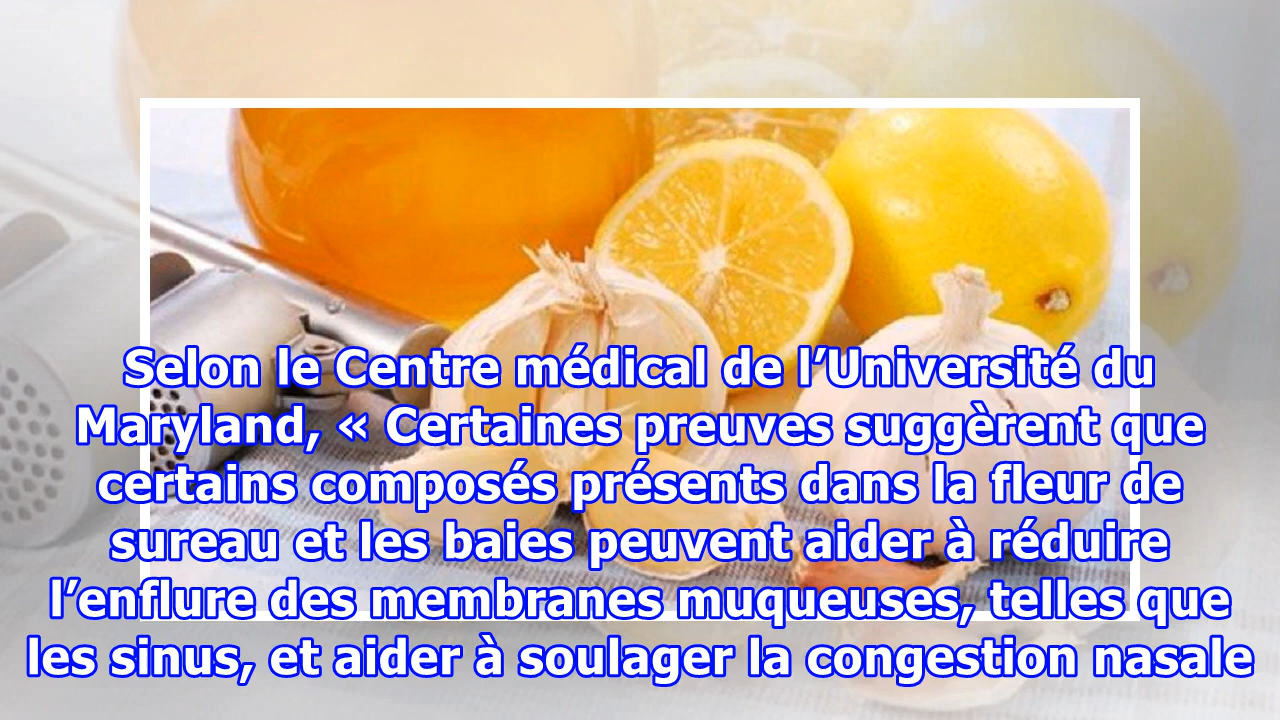 Selon le Centre médical de l’Université du
Maryland, « Certaines preuves suggèrent que
certains composés présents dans la fleur de
sureau et les baies peuvent aider à réduire
l’enflure des membranes muqueuses, telles que
les sinus, et aider à soulager la congestion nasale